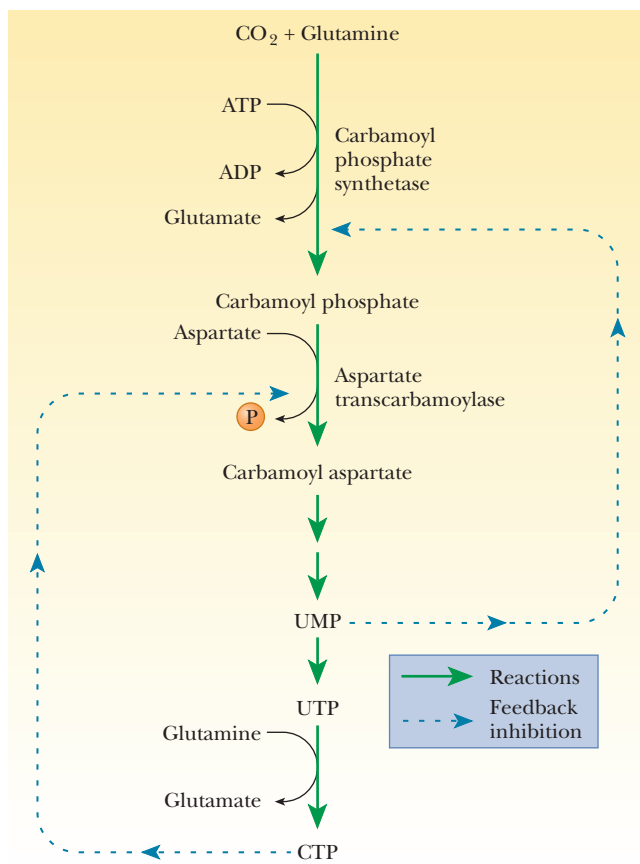 CO2 + Glutamine
ATP
Carbamoyl
phosphate
synthetase
ADP
Glutamate
Carbamoyl phosphate
Aspartate
Aspartate
transcarbamoylase
P
Carbamoyl aspartate
UMP
Reactions
Feedback
inhibition
UTP
Glutamine
Glutamate
CTP